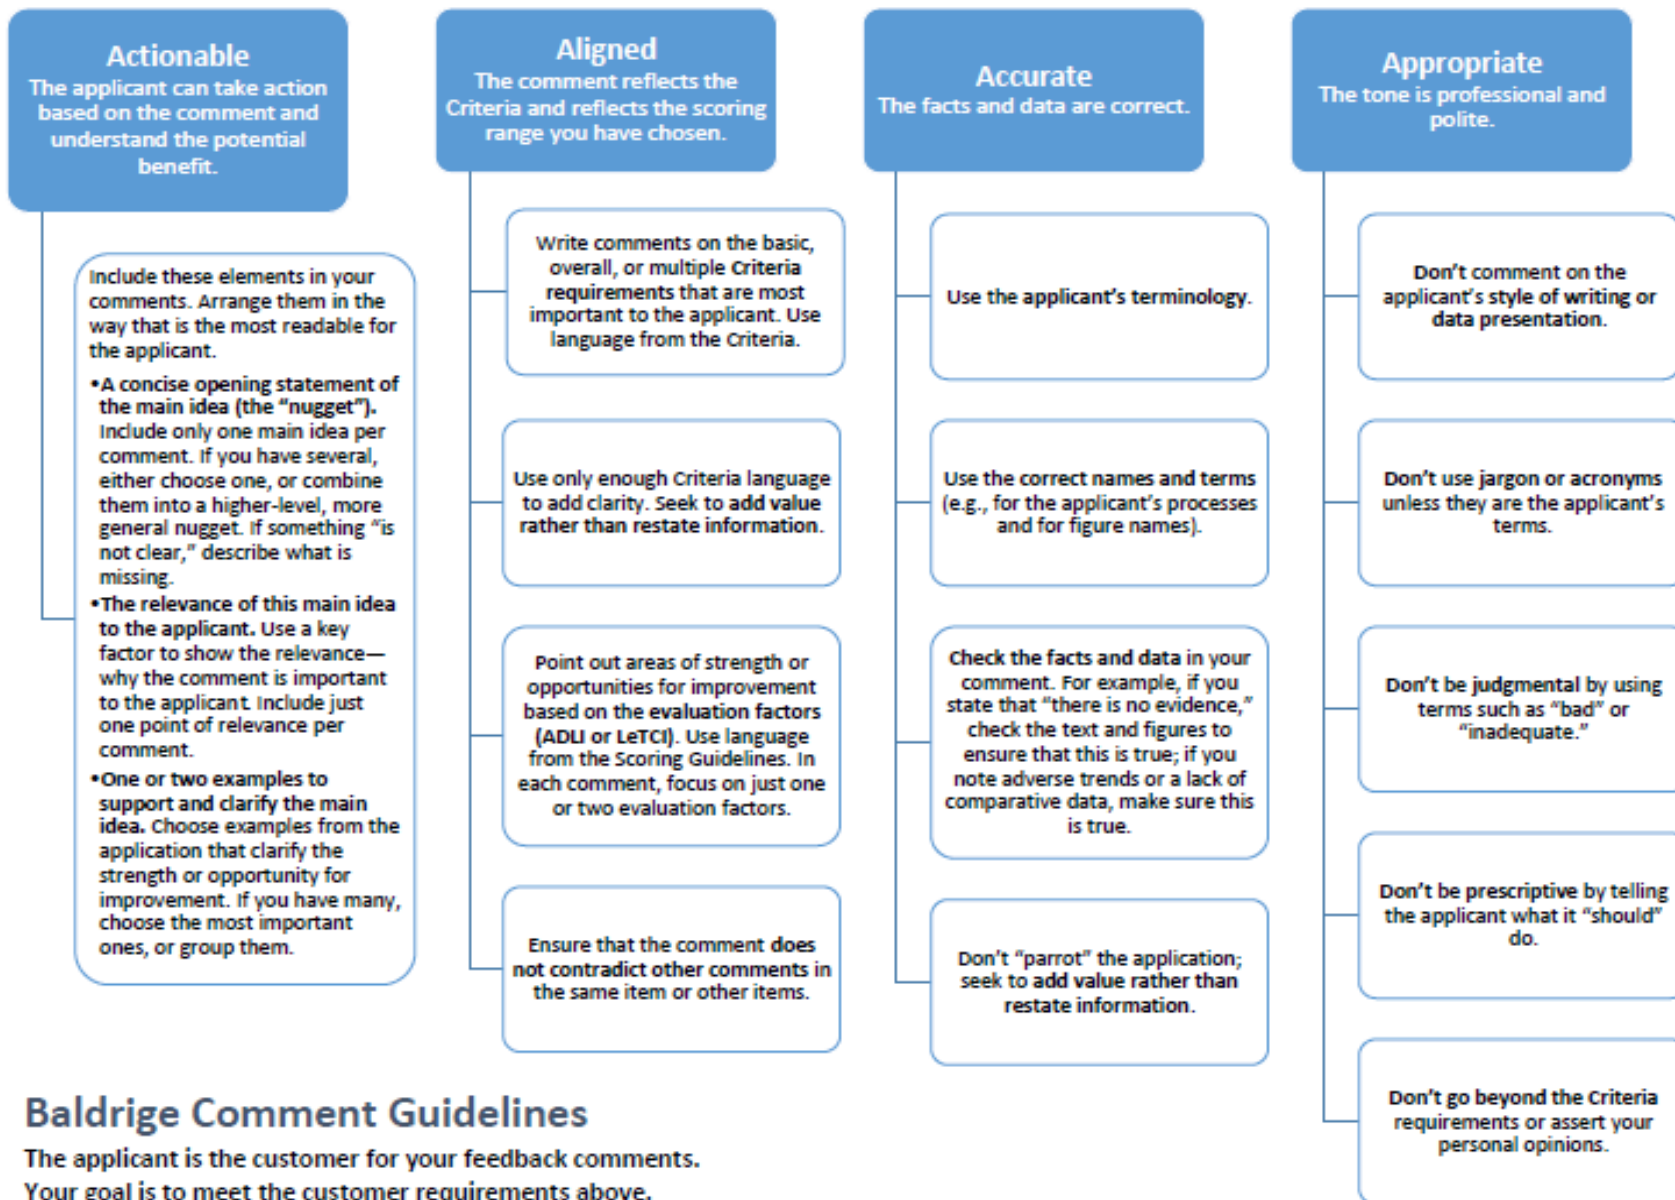 Actionable
The applicant can take action
based on the comment and
understand the potential
benefit.
Include these elements in your
comments. Arrange them in the
way that is the most readable for
the applicant.
•A concise opening statement of
the main idea (the “nugget”).
Include only one main idea per
comment. If you have several,
either choose one, or combine
them into a higher-level, more
general nugget. If something “is
not clear,” describe what is
missing.
•The relevance of this main idea
to the applicant. Use a key
factor to show the relevance—
why the comment is important
to the applicant. Include just
one point of relevance per
comment.
•One or two examples to
support and clarify the main
idea. Choose examples from the
application that clarify the
strength or opportunity for
improvement. If you have many,
choose the most important
ones, or group them.
Aligned
The comment reflects the
Criteria and reflects the scoring
range you have chosen.
Write comments on the basic,
overall, or multiple Criteria
requirements that are most
important to the applicant. Use
language from the Criteria.
Use only enough Criteria language
to add clarity. Seek to add value
rather than restate information.
Point out areas of strength or
opportunities for improvement
based on the evaluation factors
(ADLI or LeTCI). Use language
from the Scoring Guidelines. In
each comment, focus on just one
or two evaluation factors.
Ensure that the comment does
not contradict other comments in
the same item or other items.
Accurate
The facts and data are correct.
Use the applicant’s terminology.
Use the correct names and terms
(e.g., for the applicant’s processes
and for figure names).
Check the facts and data in your
comment. For example, if you
state that “there is no evidence,”
check the text and figures to
ensure that this is true; if you
note adverse trends or a lack of
comparative data, make sure this
is true.
Don’t “parrot” the application;
seek to add value rather than
restate information.
Appropriate
The tone is professional and
polite.
Don’t comment on the
applicant’s style of writing or
data presentation.
Don’t use jargon or acronyms
unless they are the applicant’s
terms.
Don’t be judgmental by using
terms such as “bad” or
“inadequate.”
Don’t be prescriptive by telling
the applicant what it “should”
do.
Don’t go beyond the Criteria
requirements or assert your
personal opinions.
Baldrige Comment Guidelines
The applicant is the customer for your feedback comments.
Your goal is to meet the customer requirements above.